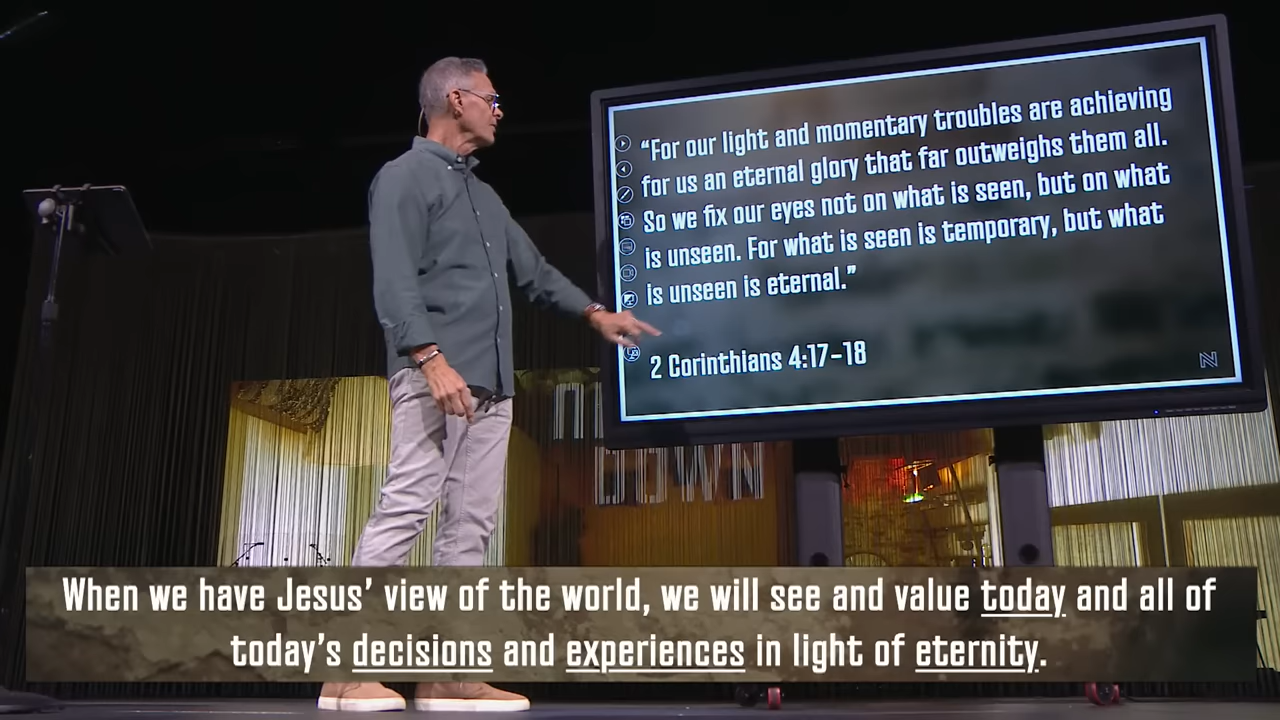 “For our light and momentary troubles are achieving
for us an eternal glory that far outweighs them all.
So we fix our eyes not on what is seen, but on what
is unseen. For what is seen is temporary, but what
is unseen is eternal.”
2 Corinthians 4:17-18
N
DOWN
When we have Jesus’ view of the world, we will see and value today and all of
today’s decisions and experiences in light of eternity.